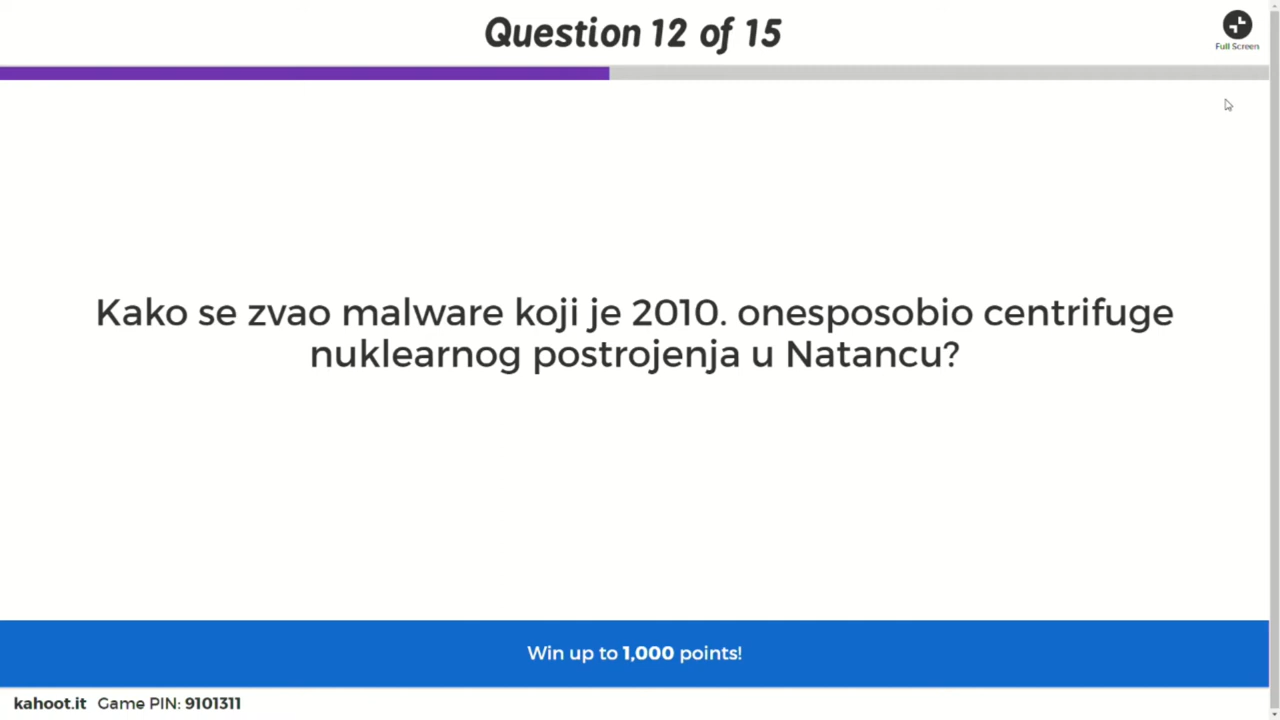 Question 12 of 15
Full Screen
Kako se zvao malware koji je 2010. onesposobio centrifuge
nuklearnog postrojenja u Natancu?
Win up to 1,000 points!
kahoot.it Game PIN: 9101311